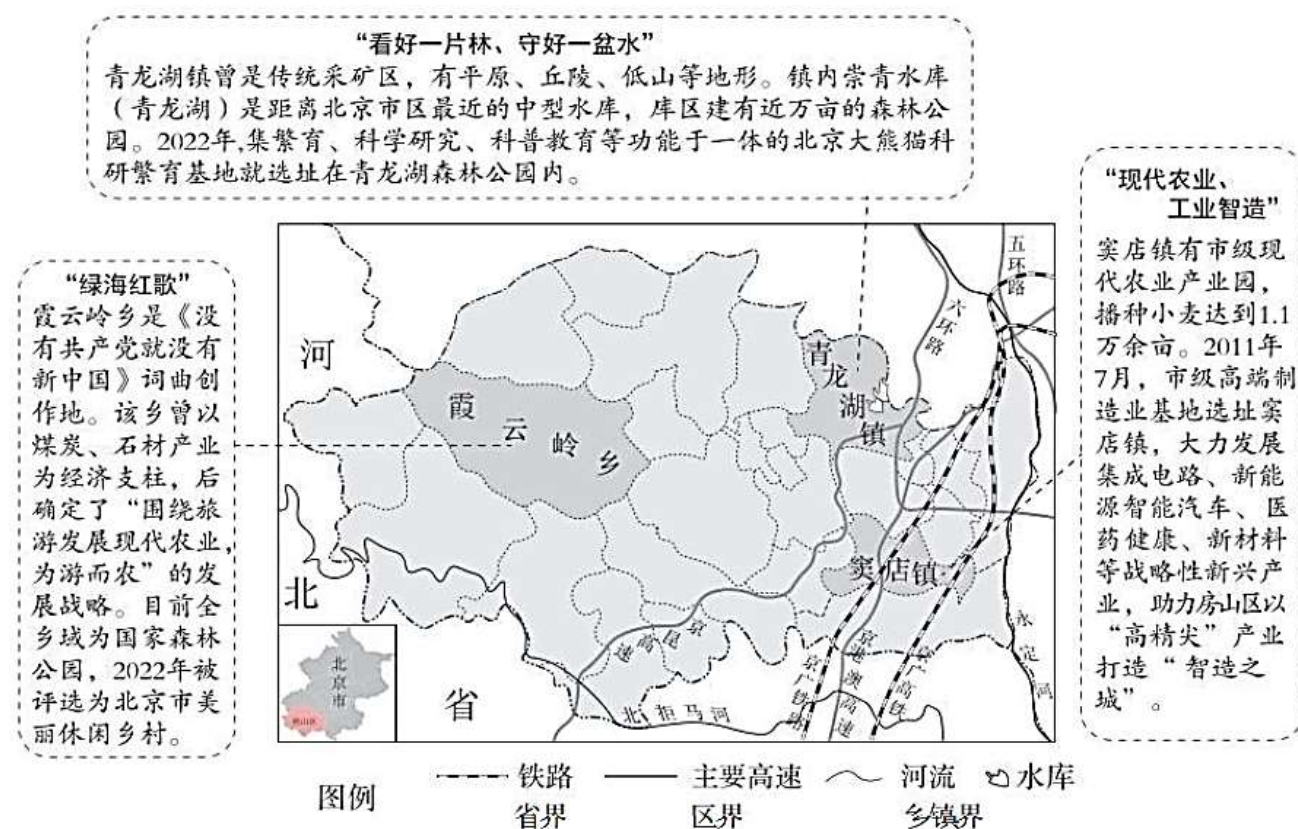 “看好一片林、守好一盆水”
青龙湖镇曾是传统采矿区，有平原、丘陵、低山等地形。镇内崇青水库
（青龙湖）是距离北京市区最近的中型水库，库区建有近万亩的森林公
园。2022年,集繁育、科学研究、科普教育等功能于一体的北京大熊猫科
研繁育基地就选址在青龙湖森林公园内。
“绿海红歌”
霞云岭乡是《没
有共产党就没有
新中国》词曲创
作地。该乡曾以
煤炭、石材产业
为经济支柱，后
确定了“围绕旅
游发展现代农业，
为游而农”的发
展战略。目前全
乡域为国家森林
公园，2022年被
评选为北京市美
丽休闲乡村。
“现代农业、
工业智造”
窦店镇有市级现
代农业产业园，
播种小麦达到1.1
万余亩。2011年
7月，市级高端制
造业基地选址窦
店镇，大力发展
集成电路、新能
源智能汽车、医
药健康、新材料
等战略性新兴产
业，助力房山区以
“高精尖”产业
打造“智造之
城”。
河
北
省
霞云岭乡
青龙湖镇
窦店镇
五环路
六环路
京昆高速
北拒马河
京广铁路
京港澳高速
京广高铁
永定河
北京市
房山区
图例
铁路
主要高速
河流
水库
省界
区界
乡镇界